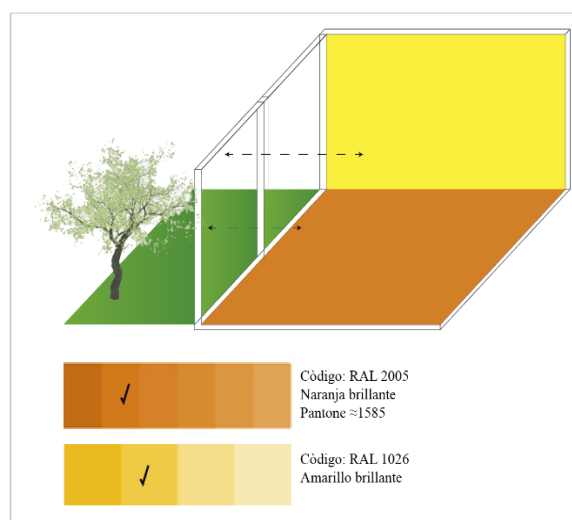 Còdigo: RAL 2005
Naranja brillante
Pantone ≈1585
Còdigo: RAL 1026
Amarillo brillante